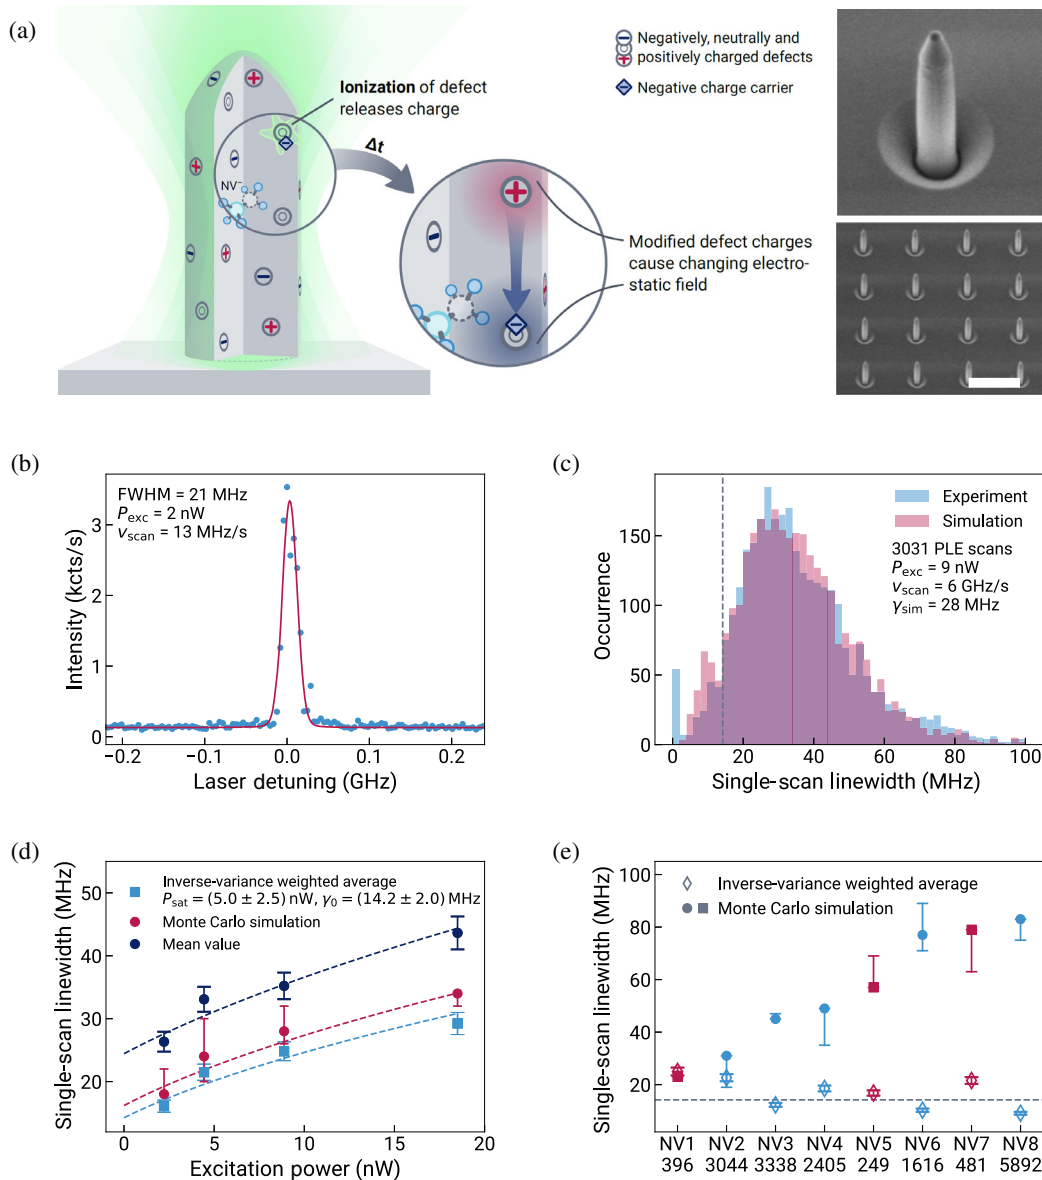 (a)
Negatively, neutrally and
positively charged defects
Negative charge carrier
Ionization of defect
releases charge
Δt
NV⁻
Modified defect charges
cause changing electro-
static field
(b)
FWHM = 21 MHz
P_exc = 2 nW
v_scan = 13 MHz/s
Intensity (kcts/s)
3
2
1
0
−0.2
−0.1
0.0
0.1
0.2
Laser detuning (GHz)
(c)
Experiment
Simulation
3031 PLE scans
P_exc = 9 nW
v_scan = 6 GHz/s
γ_sim = 28 MHz
Occurrence
150
100
50
0
0
20
40
60
80
100
Single-scan linewidth (MHz)
(d)
Inverse-variance weighted average
P_sat = (5.0 ± 2.5) nW, γ₀ = (14.2 ± 2.0) MHz
Monte Carlo simulation
Mean value
Single-scan linewidth (MHz)
50
40
30
20
0
5
10
15
20
Excitation power (nW)
(e)
Inverse-variance weighted average
Monte Carlo simulation
Single-scan linewidth (MHz)
100
80
60
40
20
NV1 NV2 NV3 NV4 NV5 NV6 NV7 NV8
396 3044 3338 2405 249 1616 481 5892